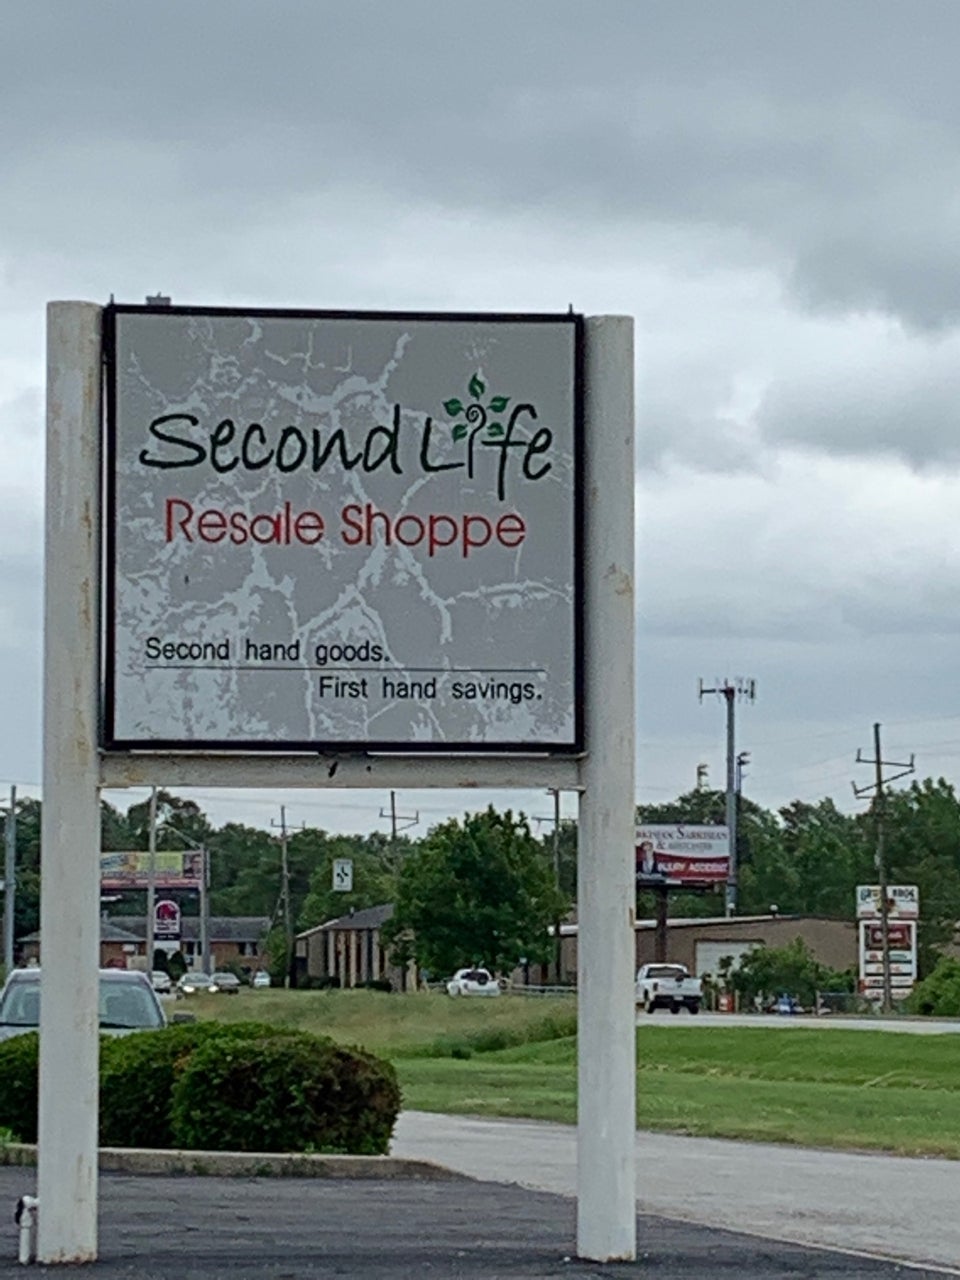 Second Life
Resale Shoppe
Second hand goods.
First hand savings.